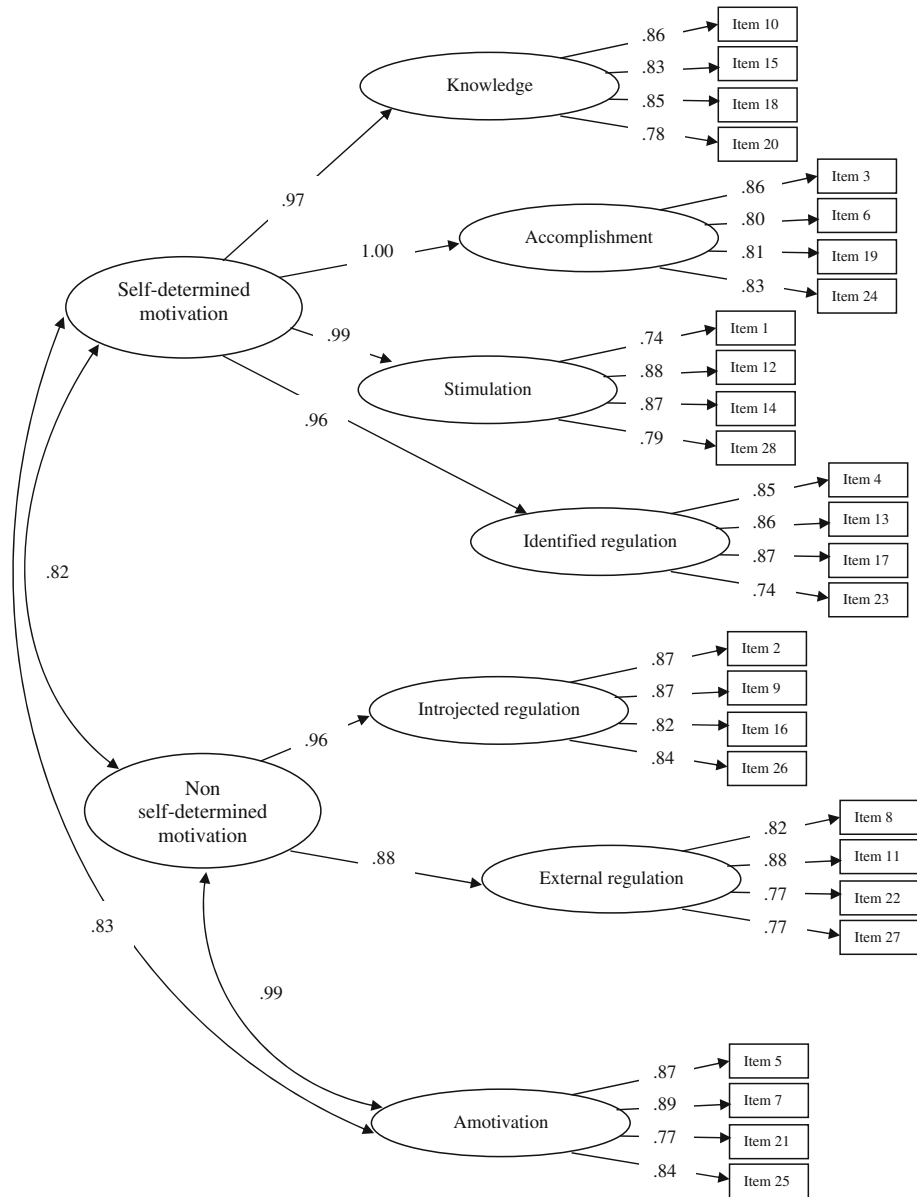 .86
Item 10
.83
Item 15
Knowledge
.85
Item 18
.78
Item 20
.97
.86
Item 3
.80
Item 6
Accomplishment
1.00
.81
Item 19
.83
Item 24
Self-determined
motivation
.99
.74
Item 1
.88
Item 12
Stimulation
.87
Item 14
.79
Item 28
.96
.85
Item 4
.86
Item 13
Identified regulation
.87
Item 17
.74
Item 23
.82
.87
Item 2
.87
Item 9
Introjected regulation
.96
.82
Item 16
.84
Item 26
Non
self-determined
motivation
.82
Item 8
.88
Item 11
.88
External regulation
.77
Item 22
.77
Item 27
.83
.99
.87
Item 5
.89
Item 7
Amotivation
.77
Item 21
.84
Item 25